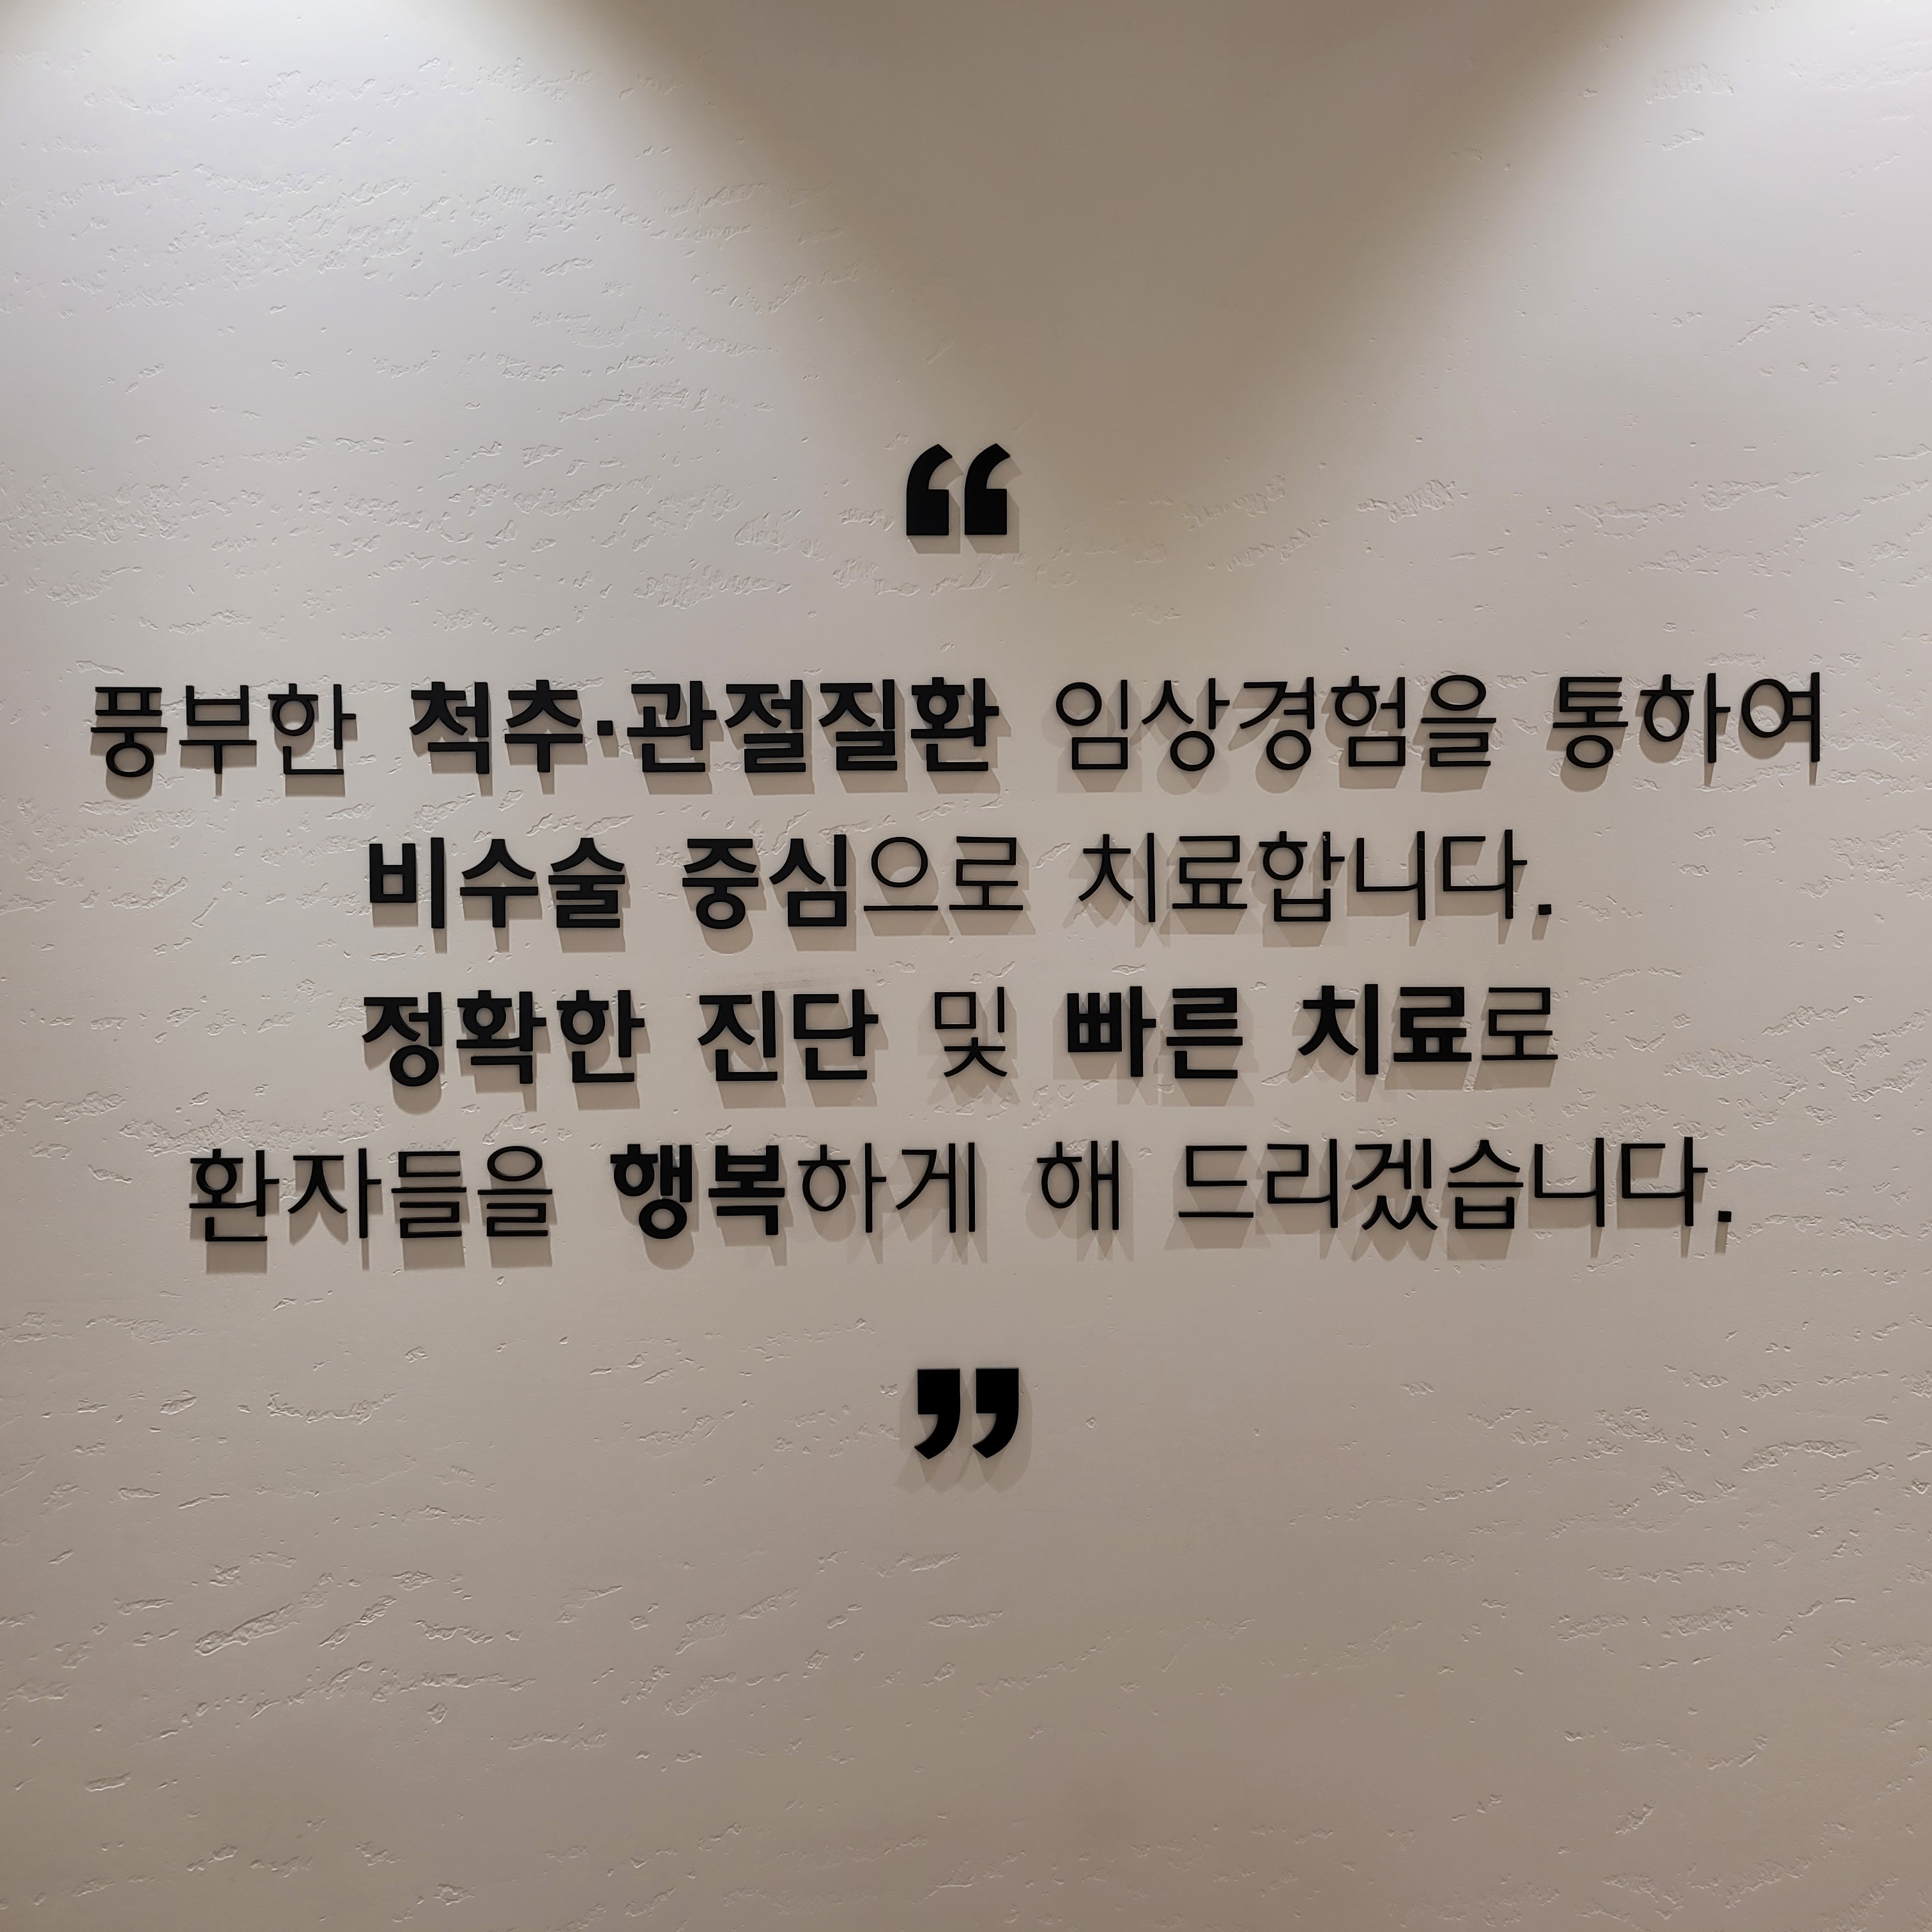 “
풍부한 척추·관절질환 임상경험을 통하여
비수술 중심으로 치료합니다.
정확한 진단 및 빠른 치료로
환자들을 행복하게 해 드리겠습니다.
”